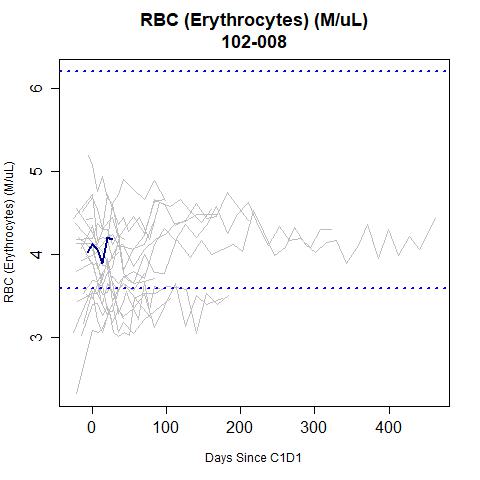 RBC (Erythrocytes) (M/uL)
102-008
RBC (Erythrocytes) (M/uL)
6
5
4
3
0 100 200 300 400
Days Since C1D1